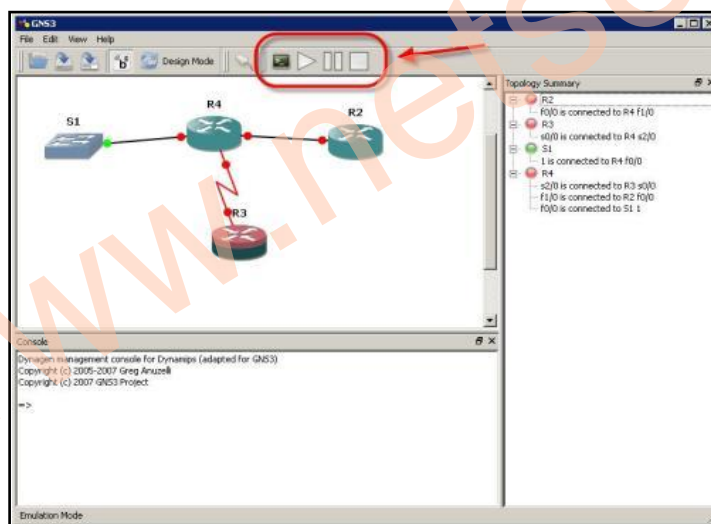 GNS3
File Edit View Help
Design Mode
Topology Summary
R2
f0/0 is connected to R4 f1/0
R3
s0/0 is connected to R4 s2/0
S1
1 is connected to R4 f0/0
R4
s2/0 is connected to R3 s0/0
f1/0 is connected to R2 f0/0
f0/0 is connected to S1 1
S1
R4
R2
R3
Console
Dynagen management console for Dynamips (adapted for GNS3)
Copyright (c) 2005-2007 Greg Anuzelli
Copyright (c) 2007 GNS3 Project
=>
Emulation Mode